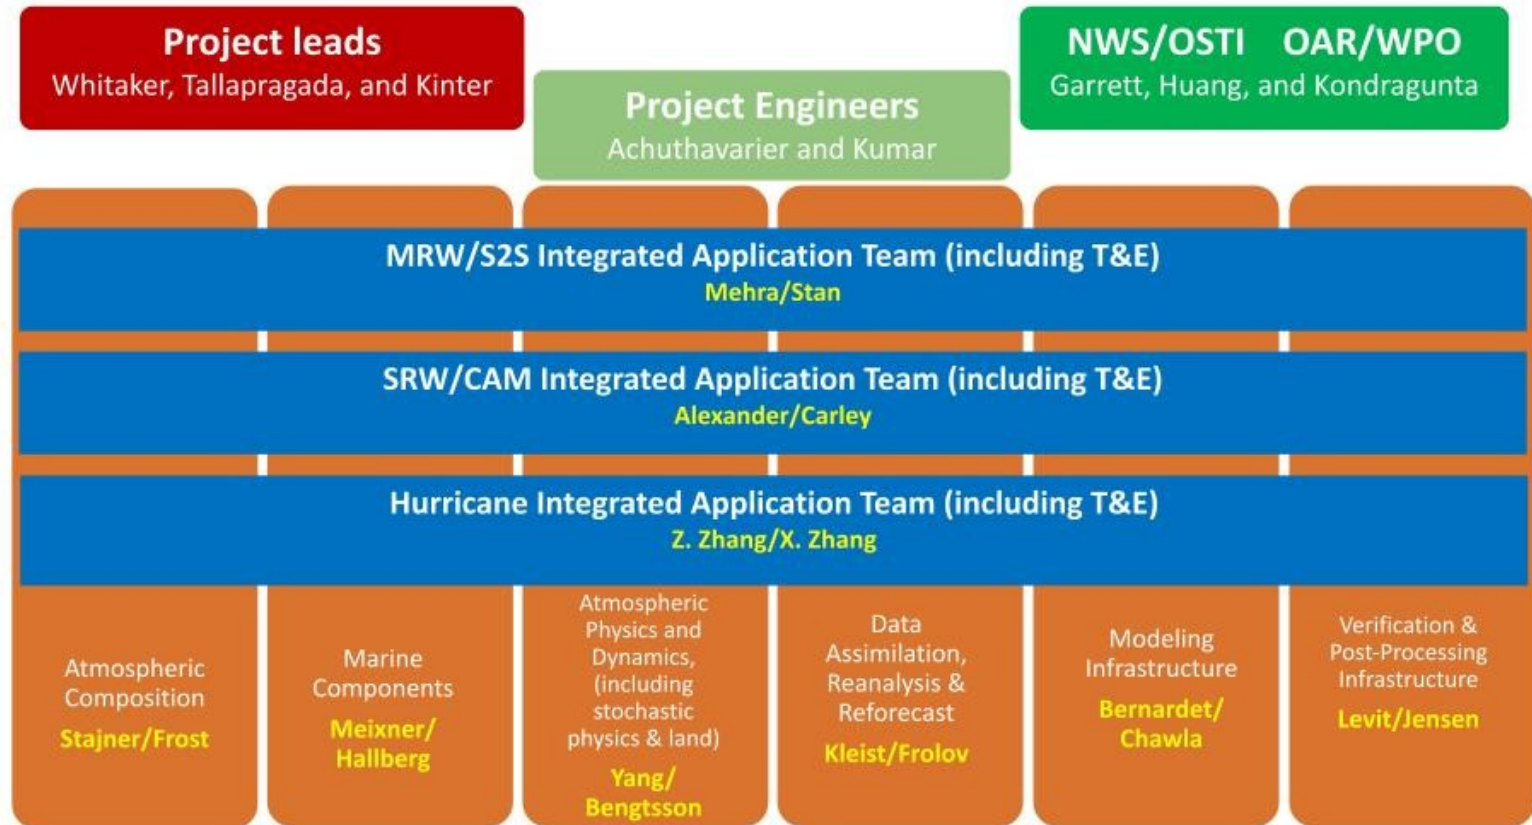 Project leads
Whitaker, Tallapragada, and Kinter
Project Engineers
Achuthavarier and Kumar
NWS/OSTI OAR/WPO
Garrett, Huang, and Kondragunta
MRW/S2S Integrated Application Team (including T&E)
Mehra/Stan
SRW/CAM Integrated Application Team (including T&E)
Alexander/Carley
Hurricane Integrated Application Team (including T&E)
Z. Zhang/X. Zhang
Atmospheric
Composition
Stajner/Frost
Marine
Components
Meixner/
Hallberg
Atmospheric
Physics and
Dynamics,
(including
stochastic
physics & land)
Yang/
Bengtsson
Data
Assimilation,
Reanalysis &
Reforecast
Kleist/Frolov
Modeling
Infrastructure
Bernardet/
Chawla
Verification &
Post-Processing
Infrastructure
Levit/Jensen